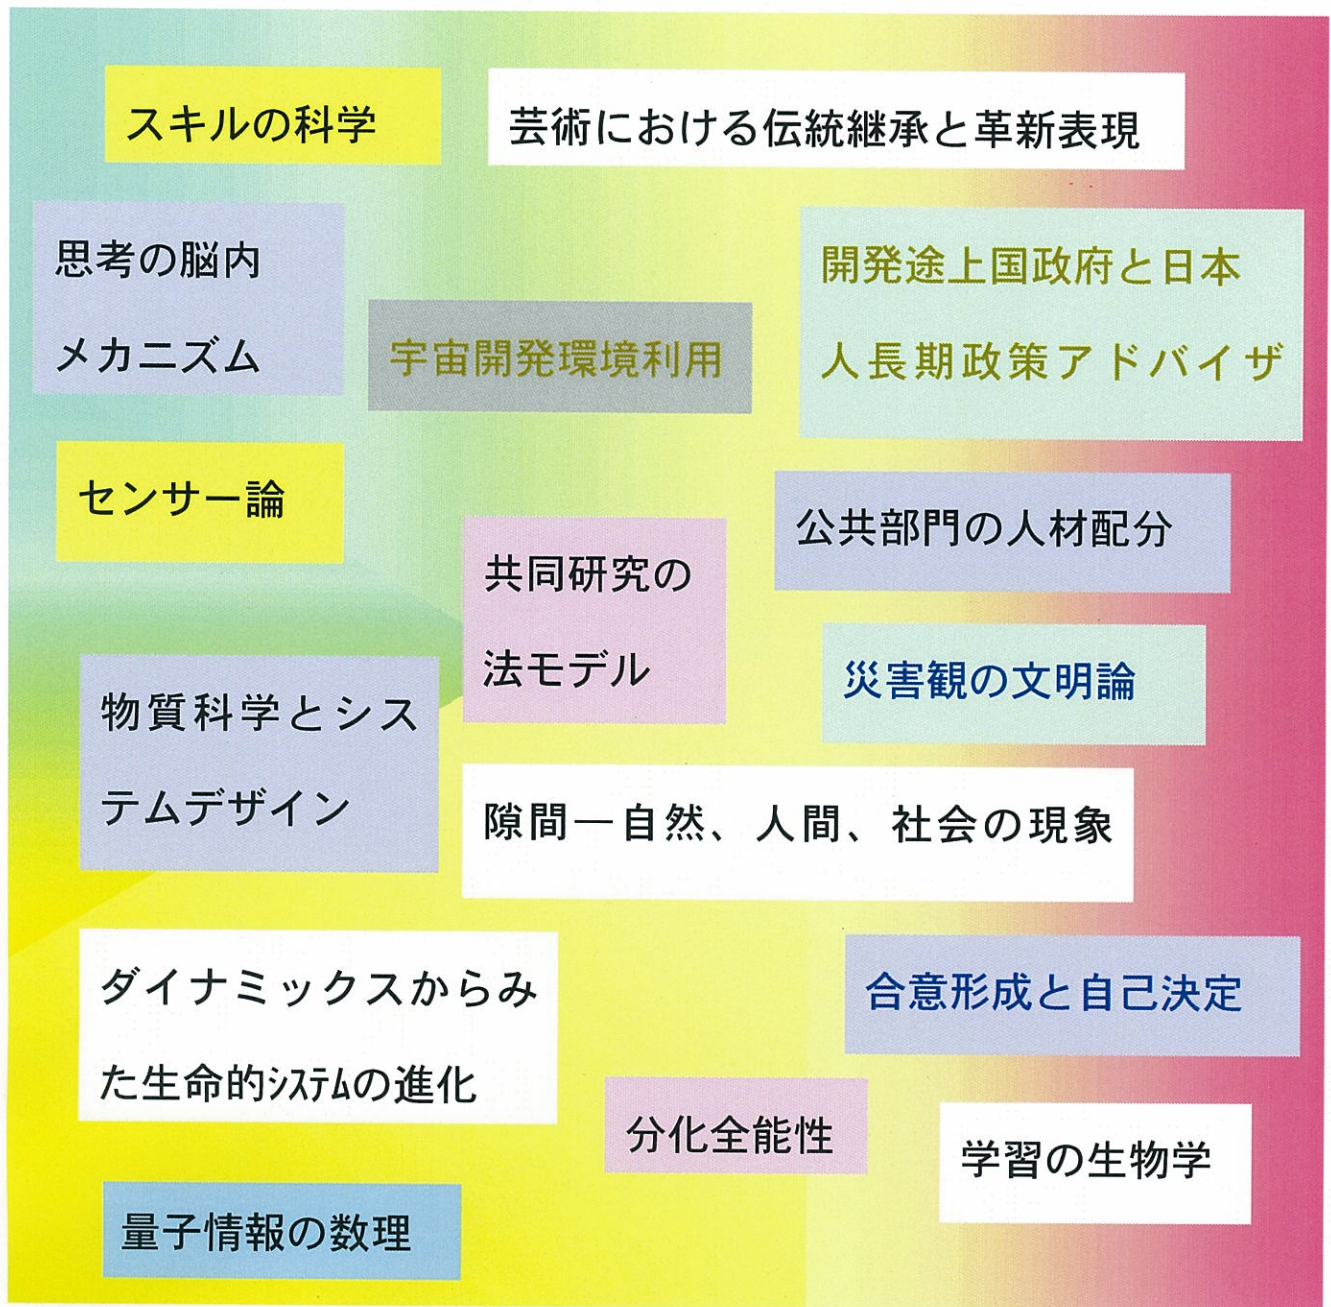 スキルの科学
芸術における伝統継承と革新表現
思考の脳内
メカニズム
宇宙開発環境利用
開発途上国政府と日本
人長期政策アドバイザ
センサー論
公共部門の人材配分
共同研究の
法モデル
災害観の文明論
物質科学とシス
テムデザイン
隙間―自然、人間、社会の現象
ダイナミックスからみ
た生命的ｼｽﾃﾑの進化
合意形成と自己決定
分化全能性
学習の生物学
量子情報の数理